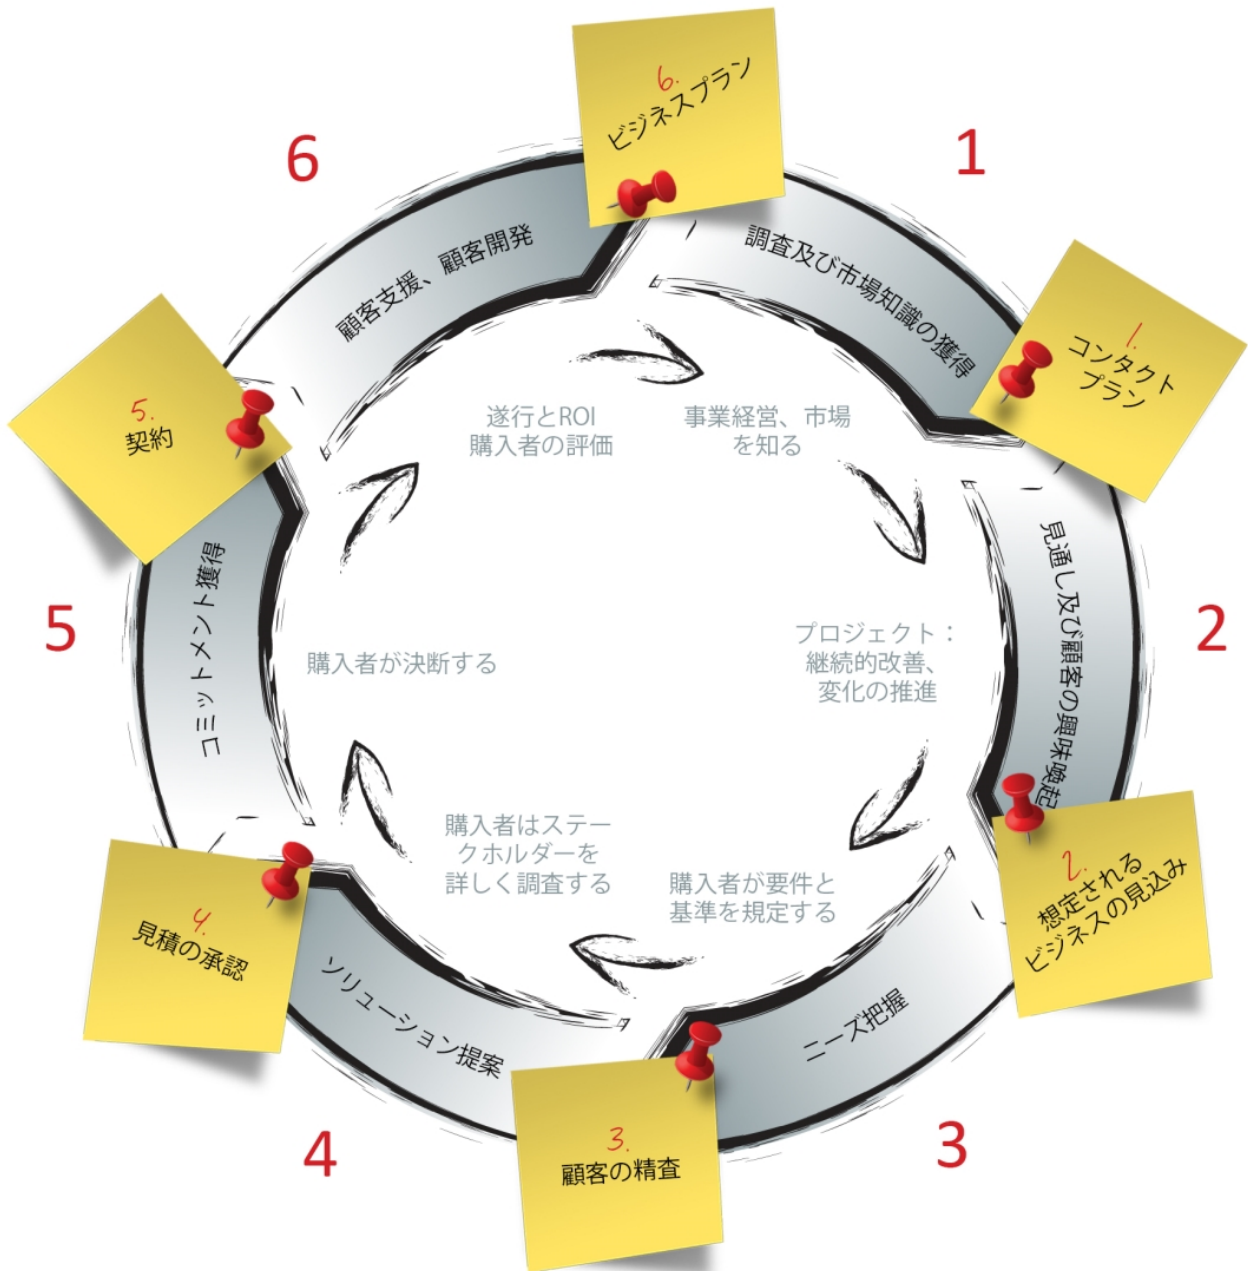 6
6.
ビジネスプラン
1
顧客支援、顧客開発
調査及び市場知識の獲得
1.
コンタクト
プラン
5.
契約
遂行とROI
購入者の評価
事業経営、市場
を知る
見通し及び顧客の興味喚起
2
5
コミットメント獲得
購入者が決断する
プロジェクト：
継続的改善、
変化の推進
購入者はステー
クホルダーを
詳しく調査する
購入者が要件と
基準を規定する
2.
想定される
ビジネスの見込み
4.
見積の承認
ソリューション提案
ニーズ把握
3.
顧客の精査
4
3